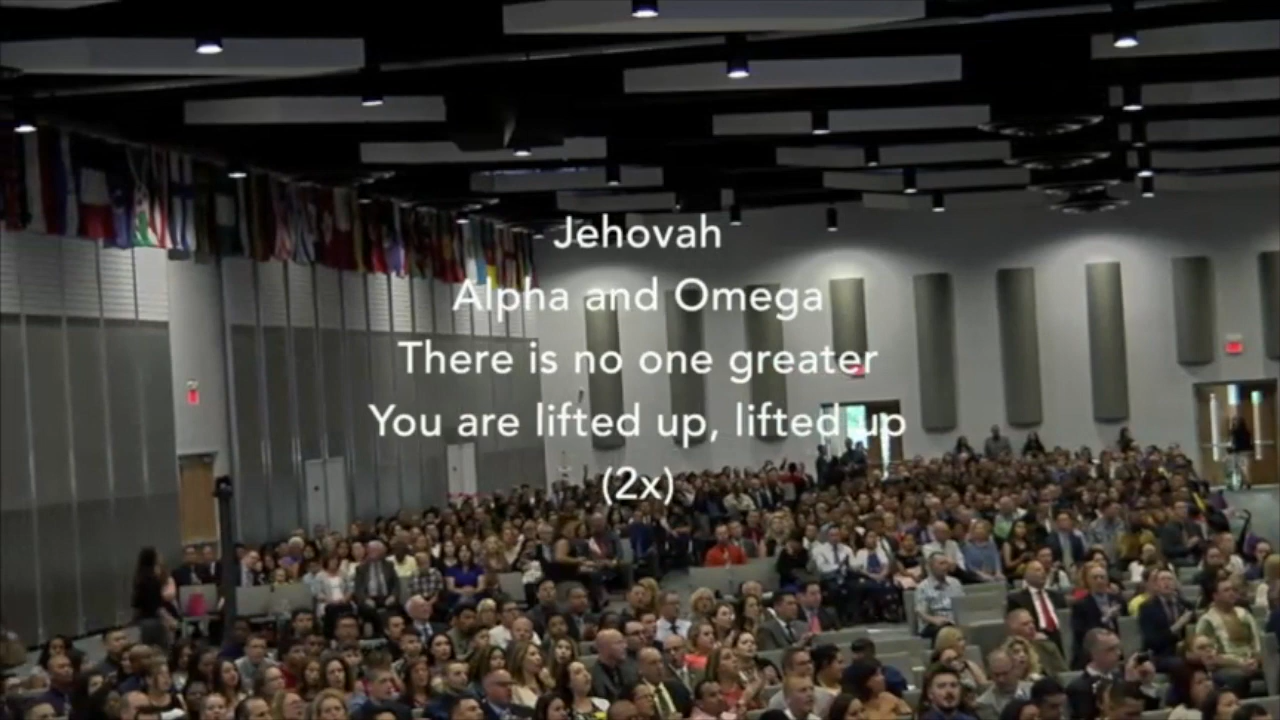 Jehovah
Alpha and Omega
There is no one greater
You are lifted up, lifted up
(2x)